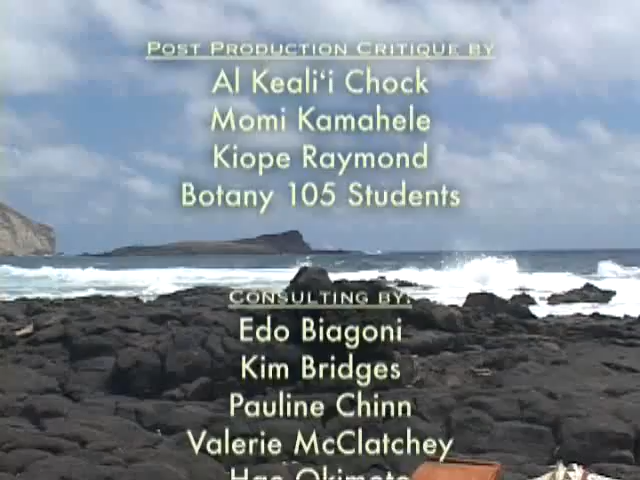 POST PRODUCTION CRITIQUE BY
Al Keali‘i Chock
Momi Kamahele
Kiope Raymond
Botany 105 Students
CONSULTING BY:
Edo Biagoni
Kim Bridges
Pauline Chinn
Valerie McClatchey